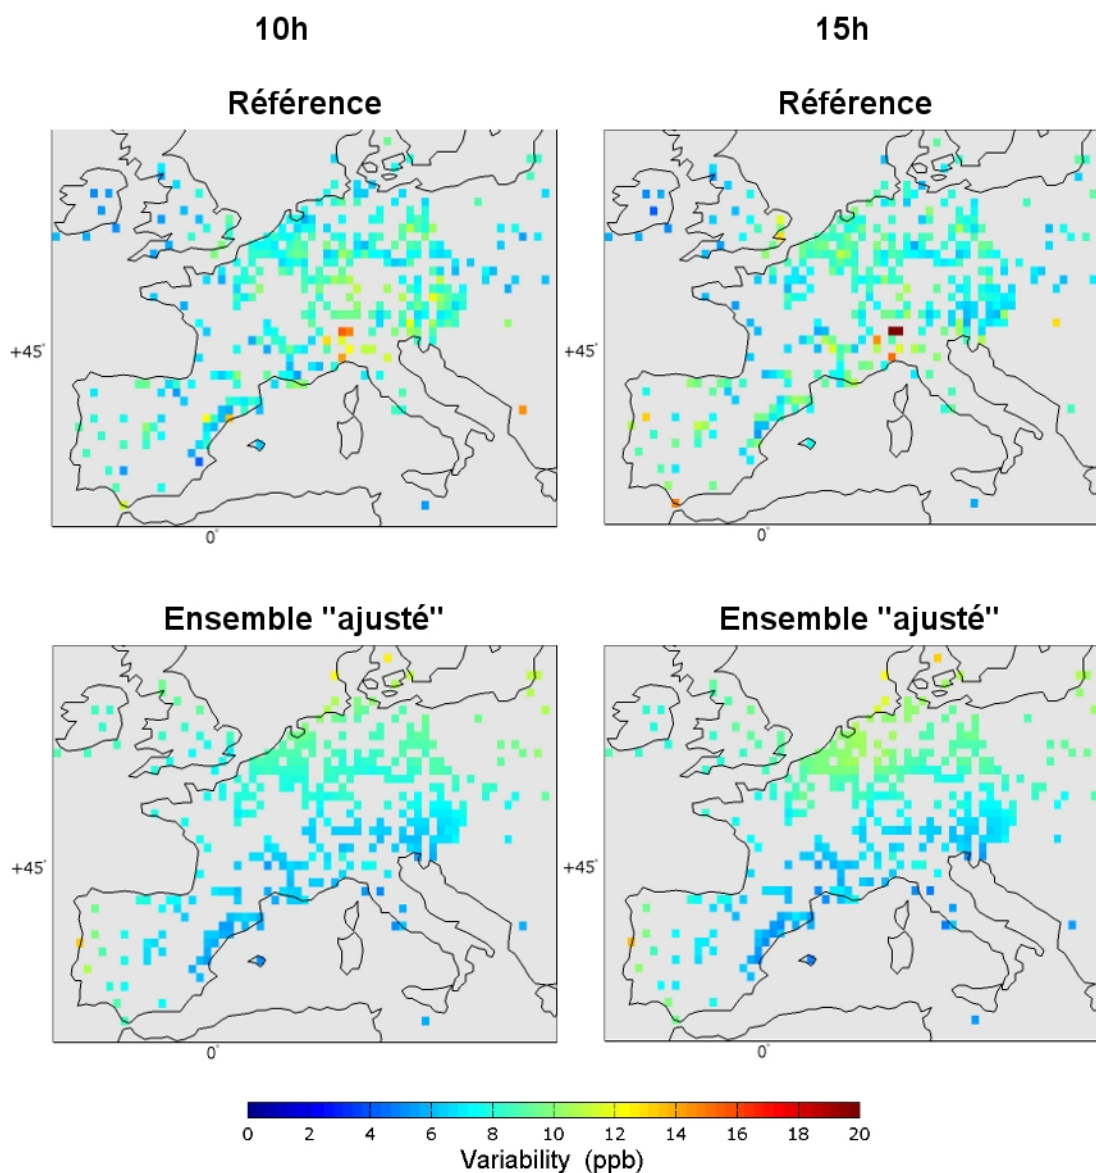 10h 15h
Référence Référence
+45° +45°
0° 0°
Ensemble "ajusté" Ensemble "ajusté"
+45° +45°
0° 0°
0 2 4 6 8 10 12 14 16 18 20
Variability (ppb)